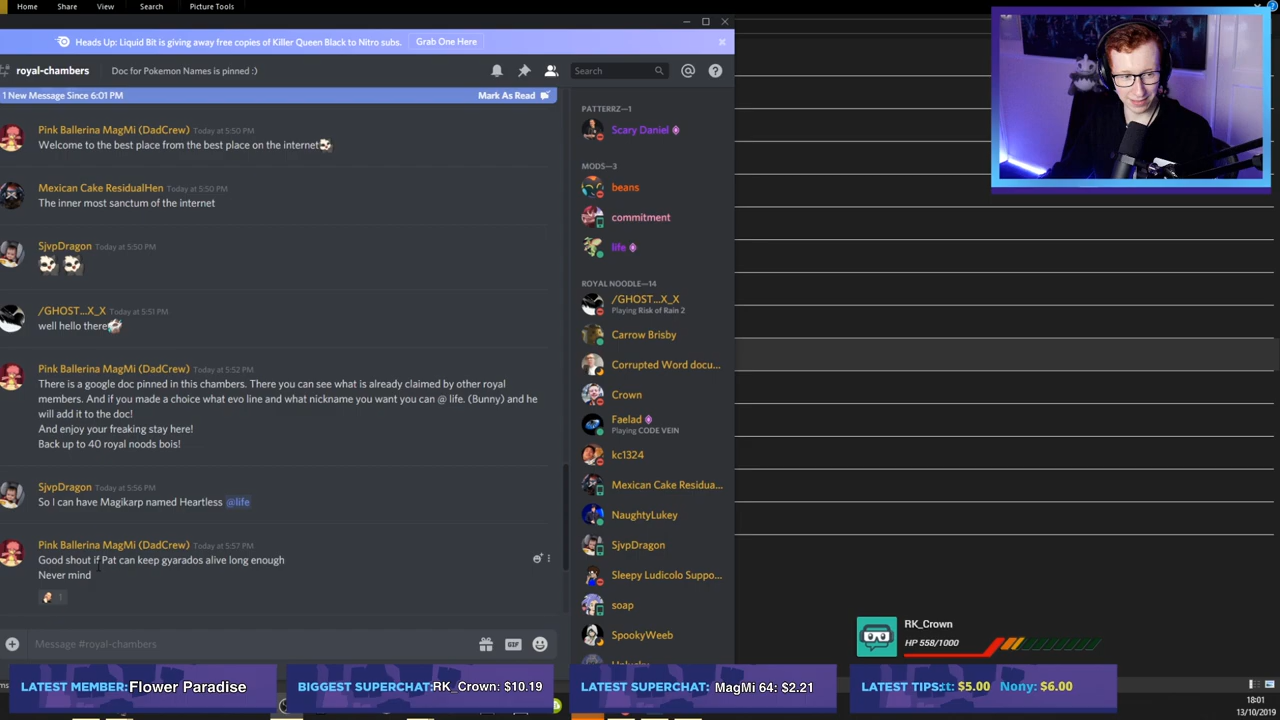 Home Share View Search Picture Tools
Heads Up: Liquid Bit is giving away free copies of Killer Queen Black to Nitro subs. Grab One Here
royal-chambers Doc for Pokemon Names is pinned :) Search
1 New Message Since 6:01 PM Mark As Read
Pink Ballerina MagMi (DadCrew) Today at 5:50 PM
Welcome to the best place from the best place on the internet
Mexican Cake ResidualHen Today at 5:50 PM
The inner most sanctum of the internet
SjvpDragon Today at 5:50 PM
/GHOST...X_X Today at 5:51 PM
well hello there
Pink Ballerina MagMi (DadCrew) Today at 5:52 PM
There is a google doc pinned in this chambers. There you can see what is already claimed by other royal
members. And if you made a choice what evo line and what nickname you want you can @ life. (Bunny) and he
will add it to the doc!
And enjoy your freaking stay here!
Back up to 40 royal noods bois!
SjvpDragon Today at 5:56 PM
So I can have Magikarp named Heartless @life
Pink Ballerina MagMi (DadCrew) Today at 5:57 PM
Good shout if Pat can keep gyarados alive long enough
Never mind
1
Message #royal-chambers
GIF
PATTERRZ—1
Scary Daniel
MODS—3
beans
commitment
life
ROYAL NOODLE—14
/GHOST...X_X
Playing Risk of Rain 2
Carrow Brisby
Corrupted Word docu...
Crown
Faelad
Playing CODE VEIN
kc1324
Mexican Cake Residua...
NaughtyLukey
SjvpDragon
Sleepy Ludicolo Suppo...
soap
SpookyWeeb
RK_Crown
HP 558/1000
LATEST MEMBER: Flower Paradise
BIGGEST SUPERCHAT: RK_Crown: $10.19
LATEST SUPERCHAT: MagMi 64: $2.21
LATEST TIPS: $5.00 Nony: $6.00
18:01
13/10/2019